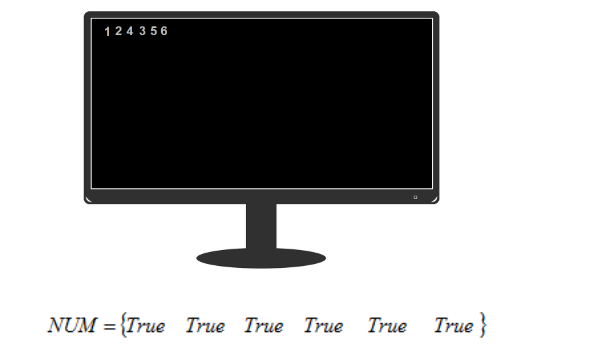 1 2 4 3 5 6
NUM = {True True True True True True}